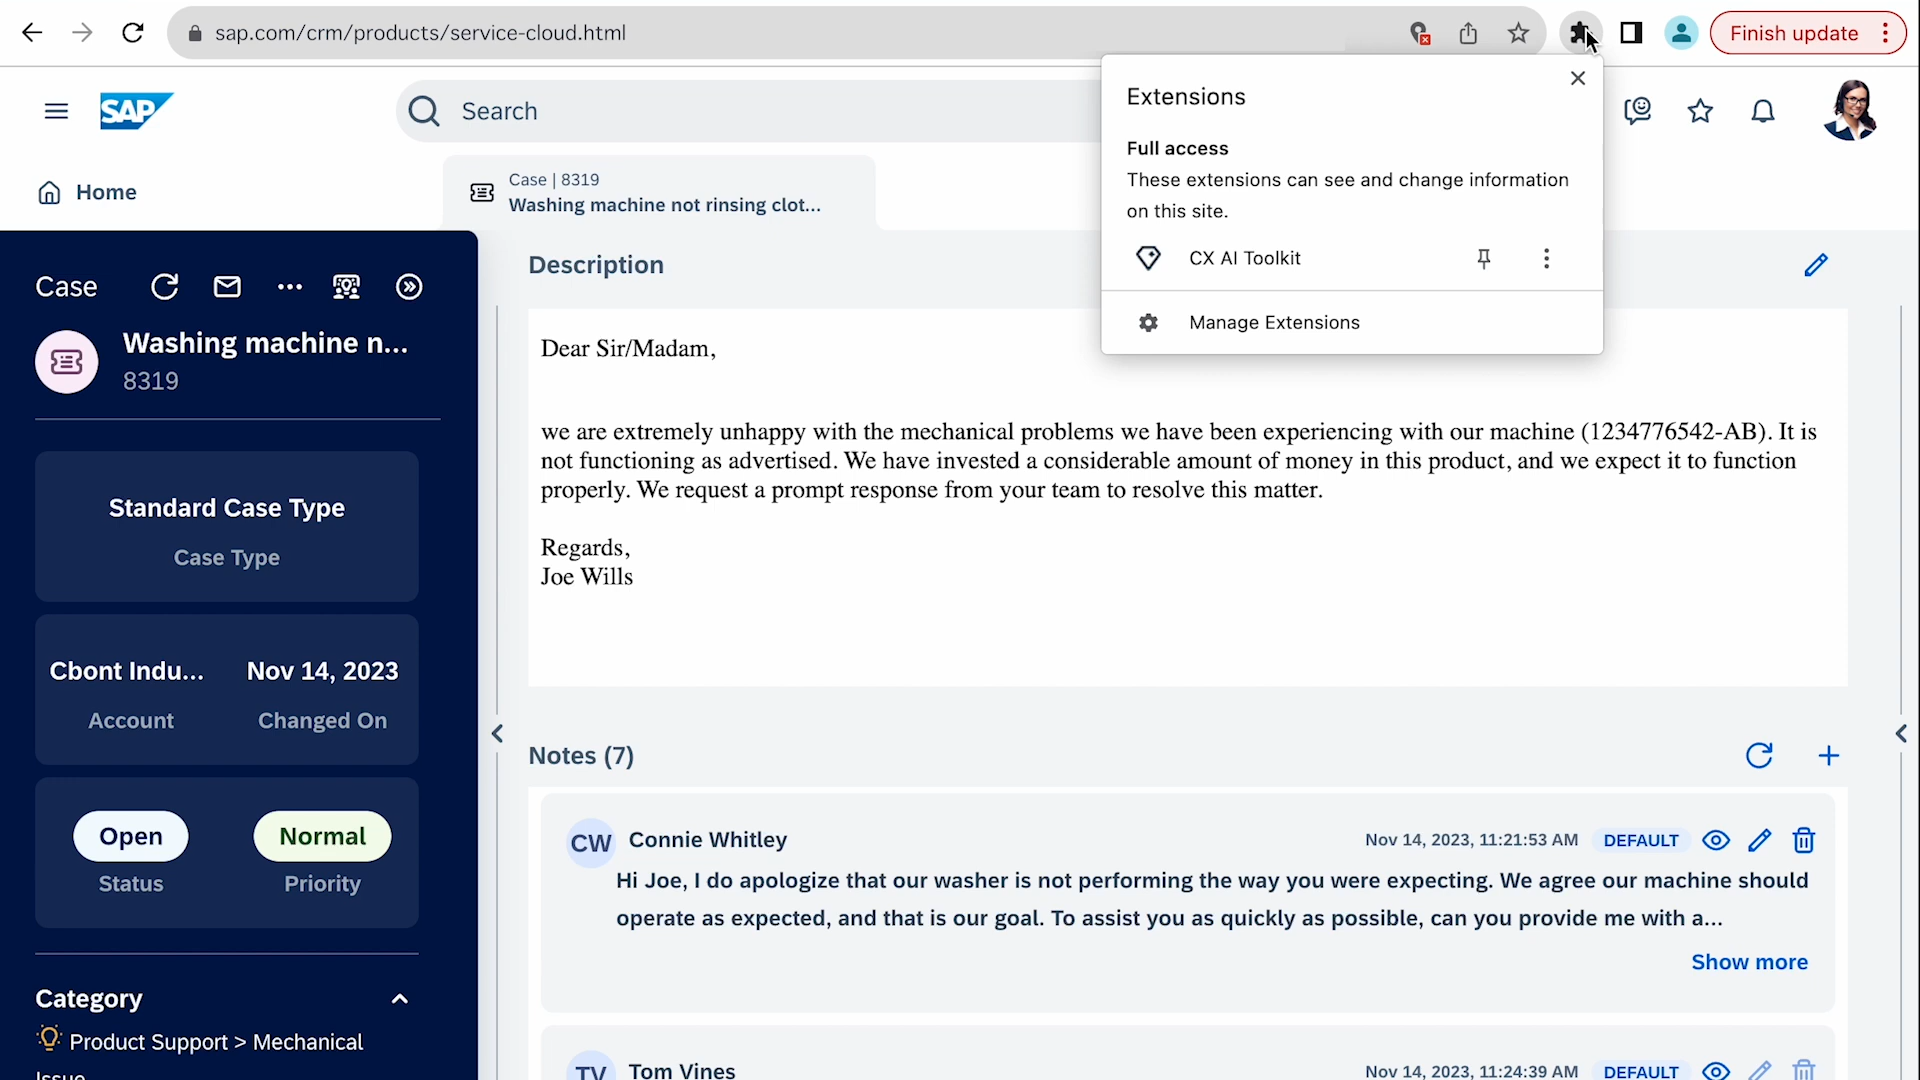 sap.com/crm/products/service-cloud.html
Finish update
SAP
Search
Extensions
Full access
These extensions can see and change information
on this site.
CX AI Toolkit
Manage Extensions
Home
Case | 8319
Washing machine not rinsing clot...
Case
Washing machine n...
8319
Standard Case Type
Case Type
Cbont Indu...
Account
Nov 14, 2023
Changed On
Open
Status
Normal
Priority
Category
Product Support > Mechanical
Issue
Description
Dear Sir/Madam,
we are extremely unhappy with the mechanical problems we have been experiencing with our machine (1234776542-AB). It is
not functioning as advertised. We have invested a considerable amount of money in this product, and we expect it to function
properly. We request a prompt response from your team to resolve this matter.
Regards,
Joe Wills
Notes (7)
CW
Connie Whitley
Nov 14, 2023, 11:21:53 AM
DEFAULT
Hi Joe, I do apologize that our washer is not performing the way you were expecting. We agree our machine should
operate as expected, and that is our goal. To assist you as quickly as possible, can you provide me with a...
Show more
TV
Tom Vines
Nov 14, 2023, 11:24:39 AM
DEFAULT